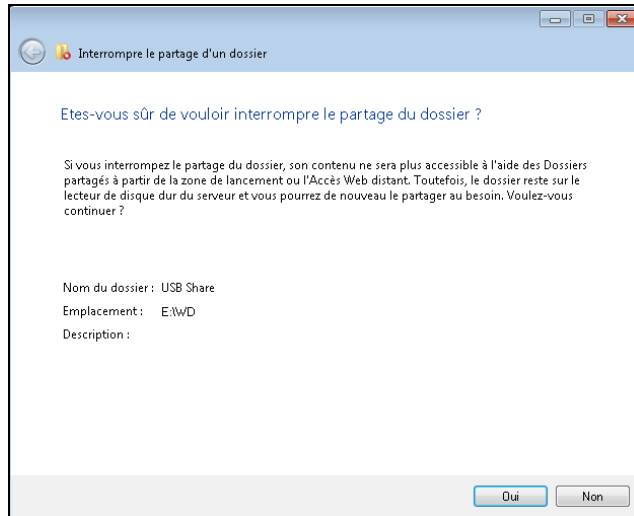 Interrompre le partage d'un dossier
Etes-vous sûr de vouloir interrompre le partage du dossier ?
Si vous interrompez le partage du dossier, son contenu ne sera plus accessible à l'aide des Dossiers
partagés à partir de la zone de lancement ou l'Accès Web distant. Toutefois, le dossier reste sur le
lecteur de disque dur du serveur et vous pourrez de nouveau le partager au besoin. Voulez-vous
continuer ?
Nom du dossier : USB Share
Emplacement : E:\WD
Description :
Oui Non